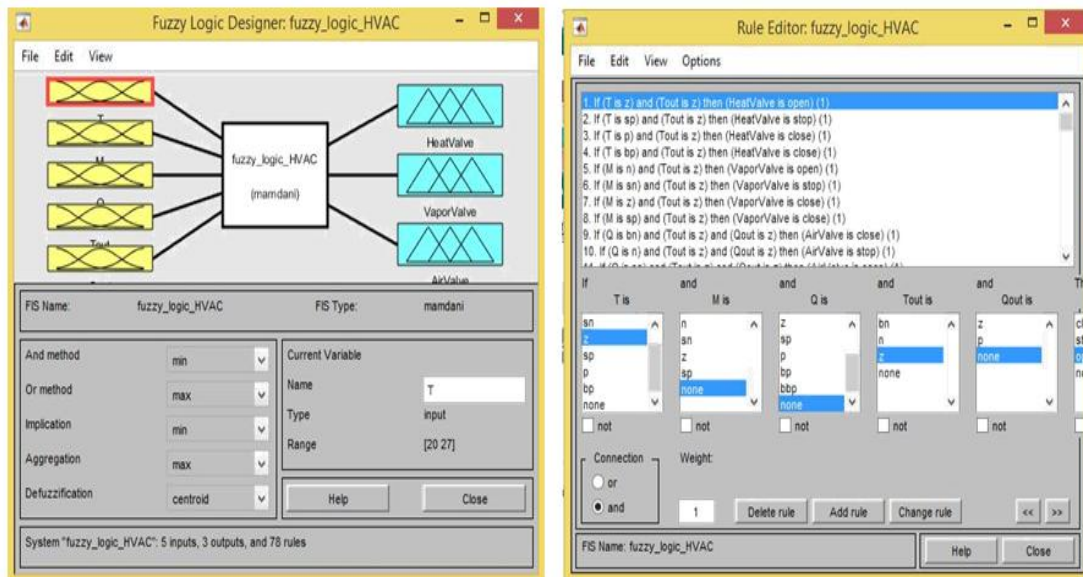 Fuzzy Logic Designer: fuzzy_logic_HVAC
File Edit View
T
M
Q
Tout
fuzzy_logic_HVAC
(mamdani)
HeatValve
VaporValve
AirValve
FIS Name: fuzzy_logic_HVAC FIS Type: mamdani
And method min
Or method max
Implication min
Aggregation max
Defuzzification centroid
Current Variable
Name T
Type input
Range [20 27]
Help Close
System "fuzzy_logic_HVAC": 5 inputs, 3 outputs, and 78 rules
Rule Editor: fuzzy_logic_HVAC
File Edit View Options
1. If (T is z) and (Tout is z) then (HeatValve is open) (1)
2. If (T is sp) and (Tout is z) then (HeatValve is stop) (1)
3. If (T is p) and (Tout is z) then (HeatValve is close) (1)
4. If (T is bp) and (Tout is z) then (HeatValve is close) (1)
5. If (M is n) and (Tout is z) then (VaporValve is open) (1)
6. If (M is sn) and (Tout is z) then (VaporValve is stop) (1)
7. If (M is z) and (Tout is z) then (VaporValve is close) (1)
8. If (M is sp) and (Tout is z) then (VaporValve is close) (1)
9. If (Q is bn) and (Tout is z) and (Qout is z) then (AirValve is close) (1)
10. If (Q is n) and (Tout is z) and (Qout is z) then (AirValve is stop) (1)
If and and and and
T is M is Q is Tout is Qout is
sn
z
sp
p
bp
none
n
sn
z
sp
none
z
sp
p
bp
bbp
none
bn
n
z
none
z
p
none
not not not not not
Connection
or
and
Weight:
1
Delete rule Add rule Change rule << >>
FIS Name: fuzzy_logic_HVAC
Help Close